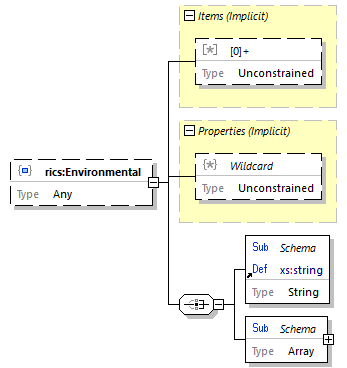 Items (Implicit)
[0]+
Type Unconstrained
Properties (Implicit)
Wildcard
Type Unconstrained
rics:Environmental
Type Any
Sub Schema
Def xs:string
Type String
Sub Schema
Type Array